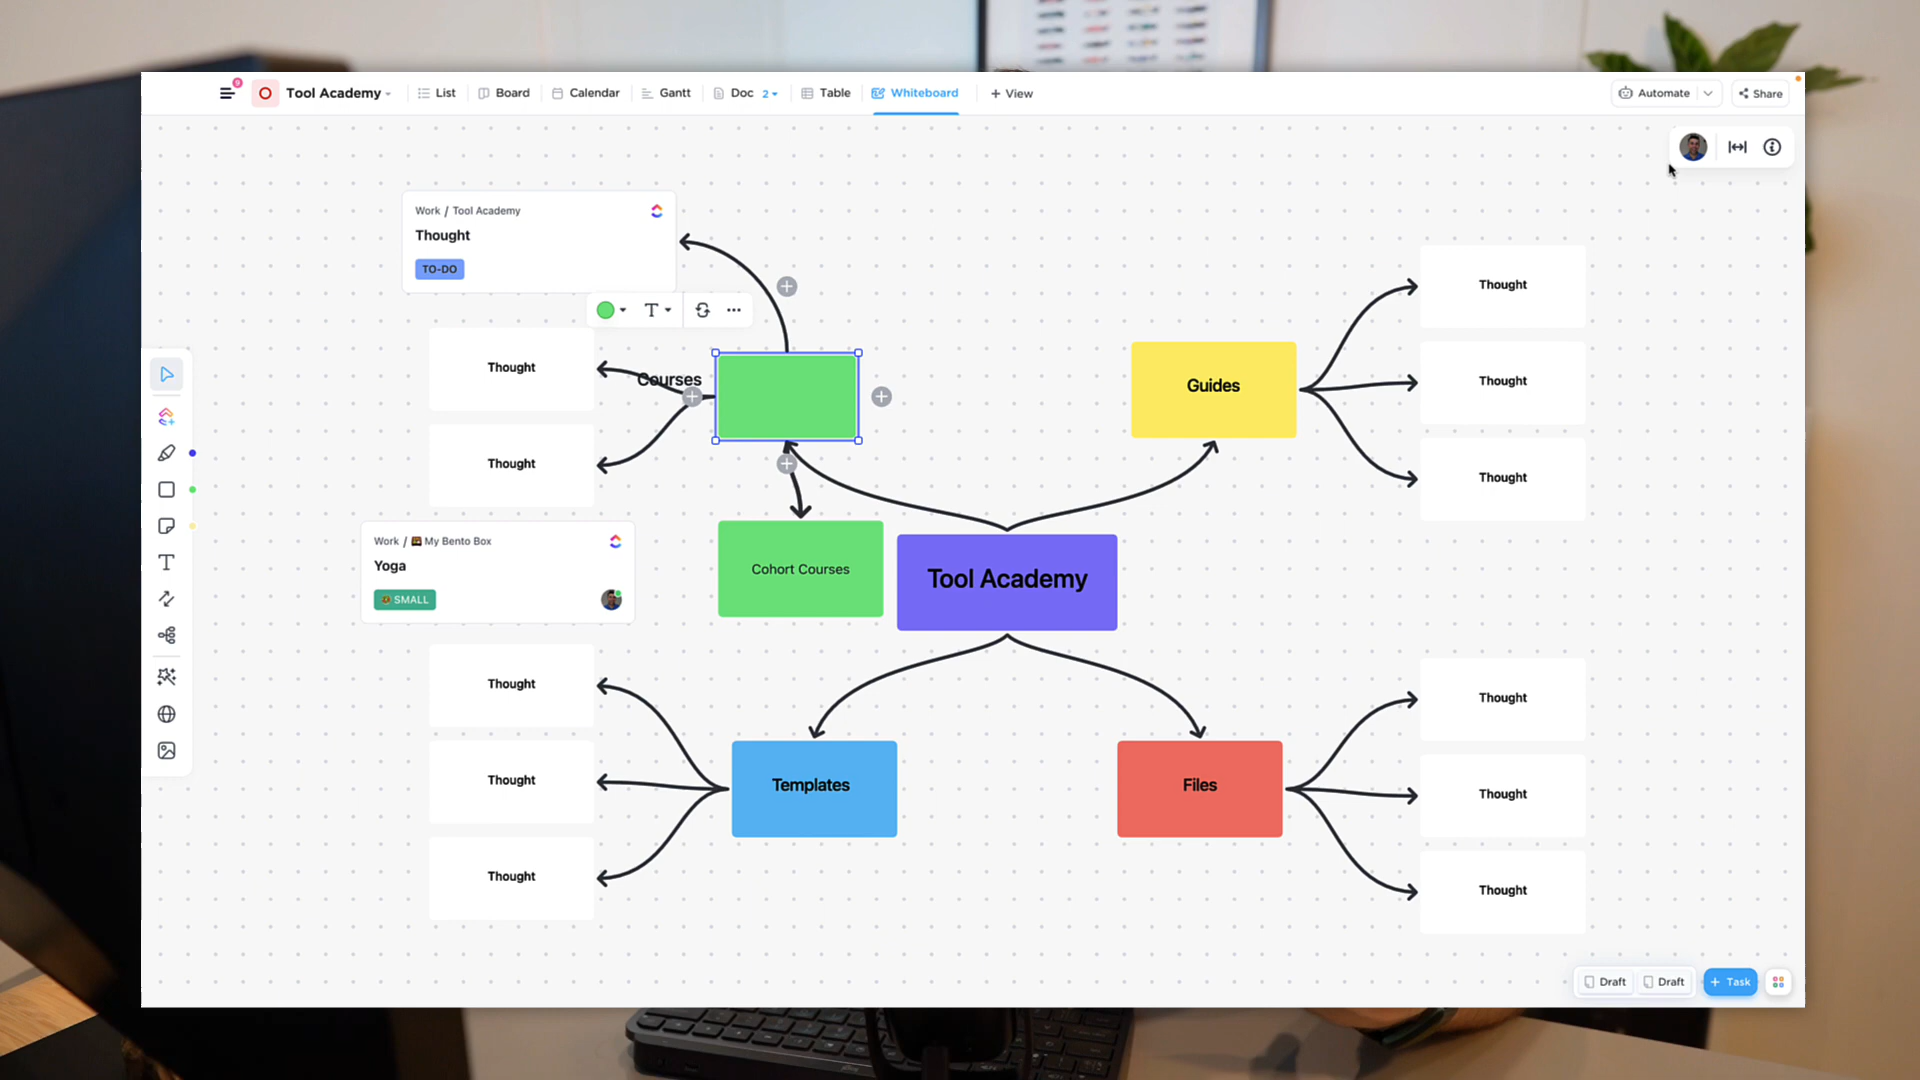 9
Tool Academy
List
Board
Calendar
Gantt
Doc 2
Table
Whiteboard
+ View
Automate
Share
Work / Tool Academy
Thought
TO-DO
T
Thought
Courses
Thought
Guides
Thought
Thought
Thought
Work / My Bento Box
Yoga
SMALL
Cohort Courses
Tool Academy
T
Thought
Thought
Thought
Templates
Files
Thought
Thought
Thought
Draft
Draft
+ Task